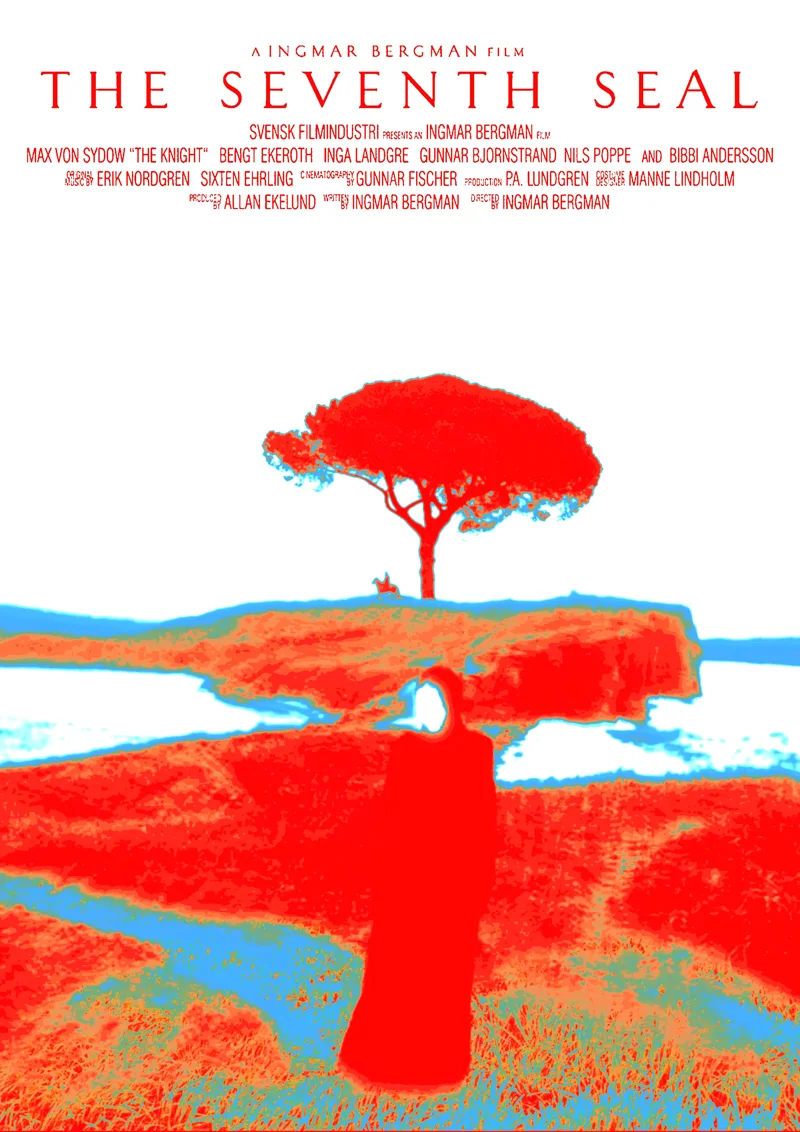 A INGMAR BERGMAN FILM
THE SEVENTH SEAL
SVENSK FILMINDUSTRI PRESENTS AN INGMAR BERGMAN FILM
MAX VON SYDOW "THE KNIGHT" BENGT EKEROTH INGA LANDGRE GUNNAR BJORNSTRAND NILS POPPE AND BIBBI ANDERSSON
ORIGINAL MUSIC BY ERIK NORDGREN SIXTEN EHRLING CINEMATOGRAPHY BY GUNNAR FISCHER PRODUCTION P.A. LUNDGREN COSTUME DESIGNER MANNE LINDHOLM
PRODUCED BY ALLAN EKELUND WRITTEN BY INGMAR BERGMAN DIRECTED BY INGMAR BERGMAN